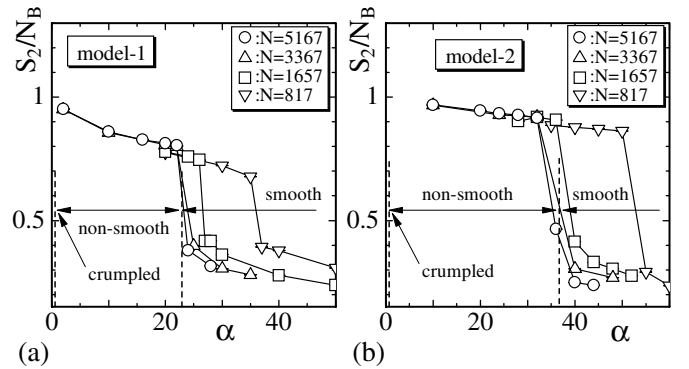 S2/NB
model-1
○:N=5167
△:N=3367
□:N=1657
▽:N=817
1
0.5
smooth
non-smooth
crumpled
0 20 40
α
(a)
S2/NB
model-2
○:N=5167
△:N=3367
□:N=1657
▽:N=817
1
0.5
non-smooth
smooth
crumpled
0 20 40 60
α
(b)